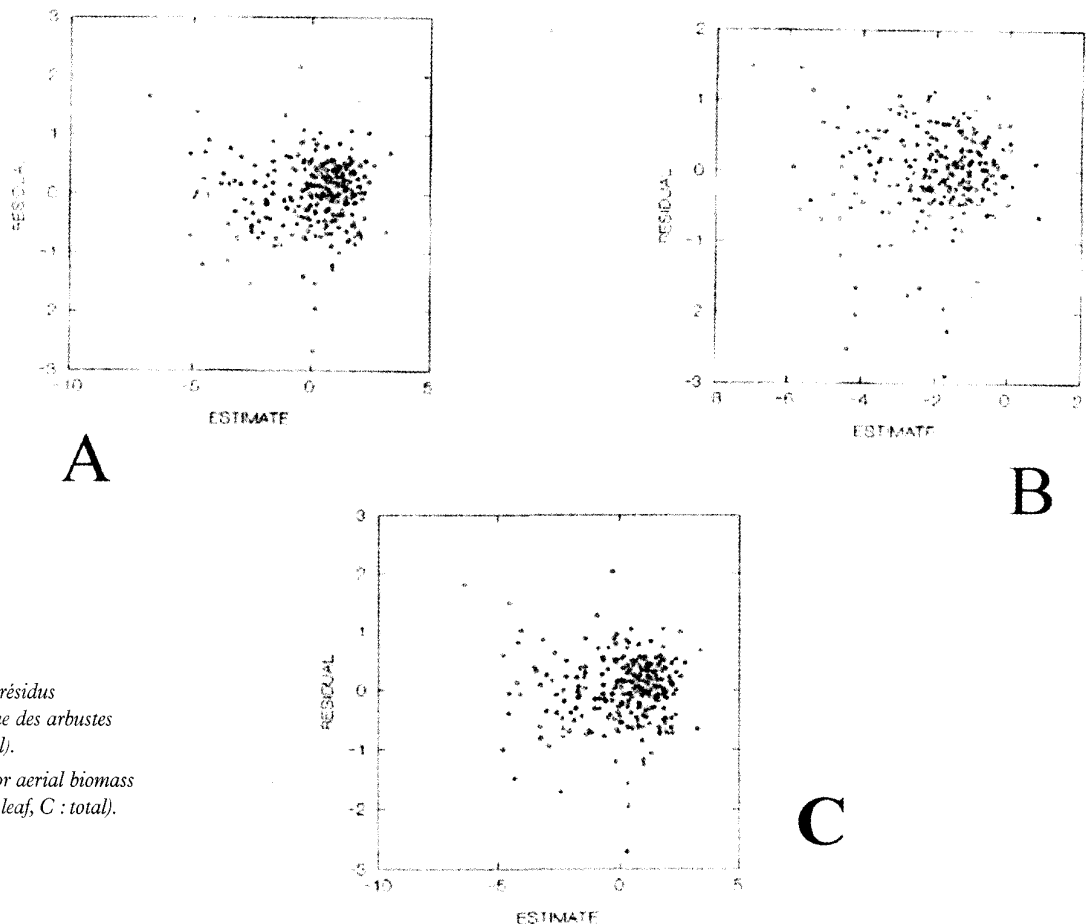 3
2
1
0
-1
2
-3
-10
-5
0
5
ESTIMATE
A
2
1
0
-1
2
-3
8
-6
-4
-2
0
2
RESIDUAL
ESTIMATE
B
3
2
1
0
-1
-2
-3
-10
-5
0
5
RESIDUAL
ESTIMATE
C
résidus
des arbustes
l).
or aerial biomass
leaf, C : total).